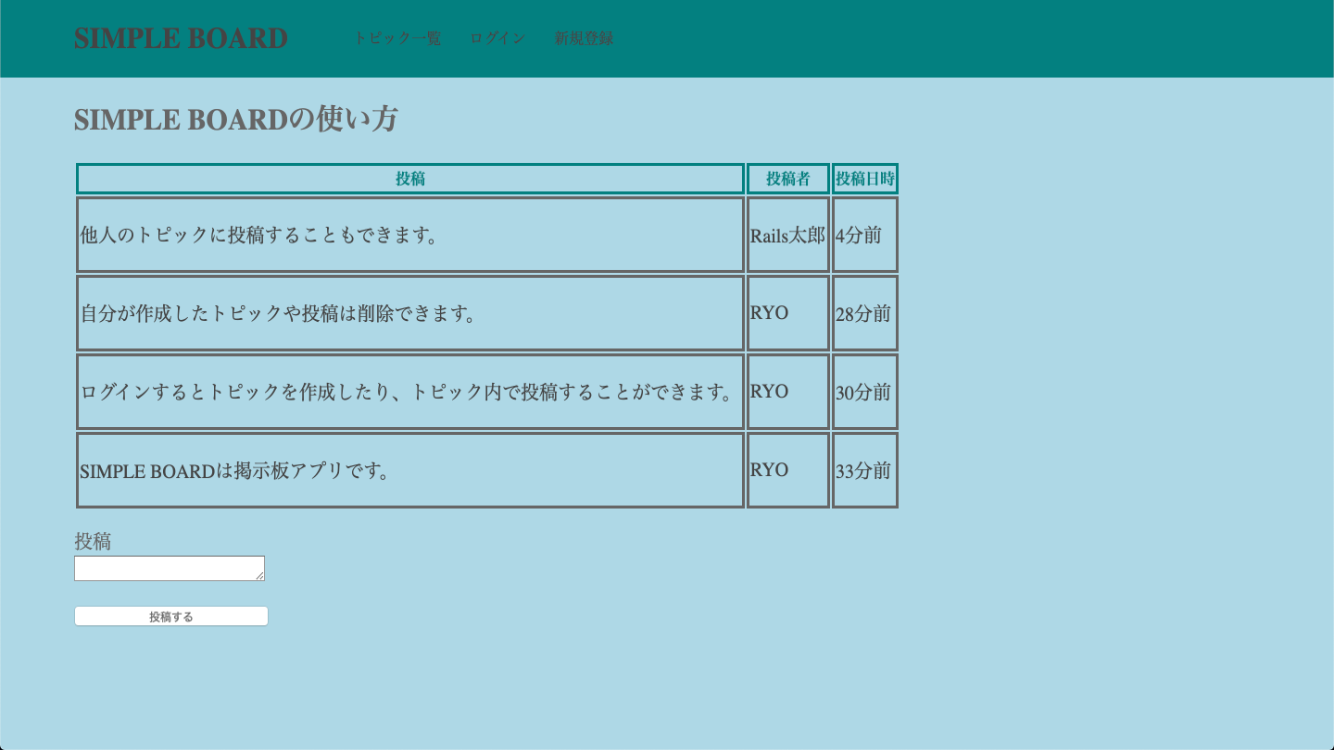 SIMPLE BOARD トピック一覧 ログイン 新規登録
SIMPLE BOARDの使い方
投稿 投稿者 投稿日時
他人のトピックに投稿することもできます。 Rails太郎 4分前
自分が作成したトピックや投稿は削除できます。 RYO 28分前
ログインするとトピックを作成したり、トピック内で投稿することができます。 RYO 30分前
SIMPLE BOARDは掲示板アプリです。 RYO 33分前
投稿
投稿する